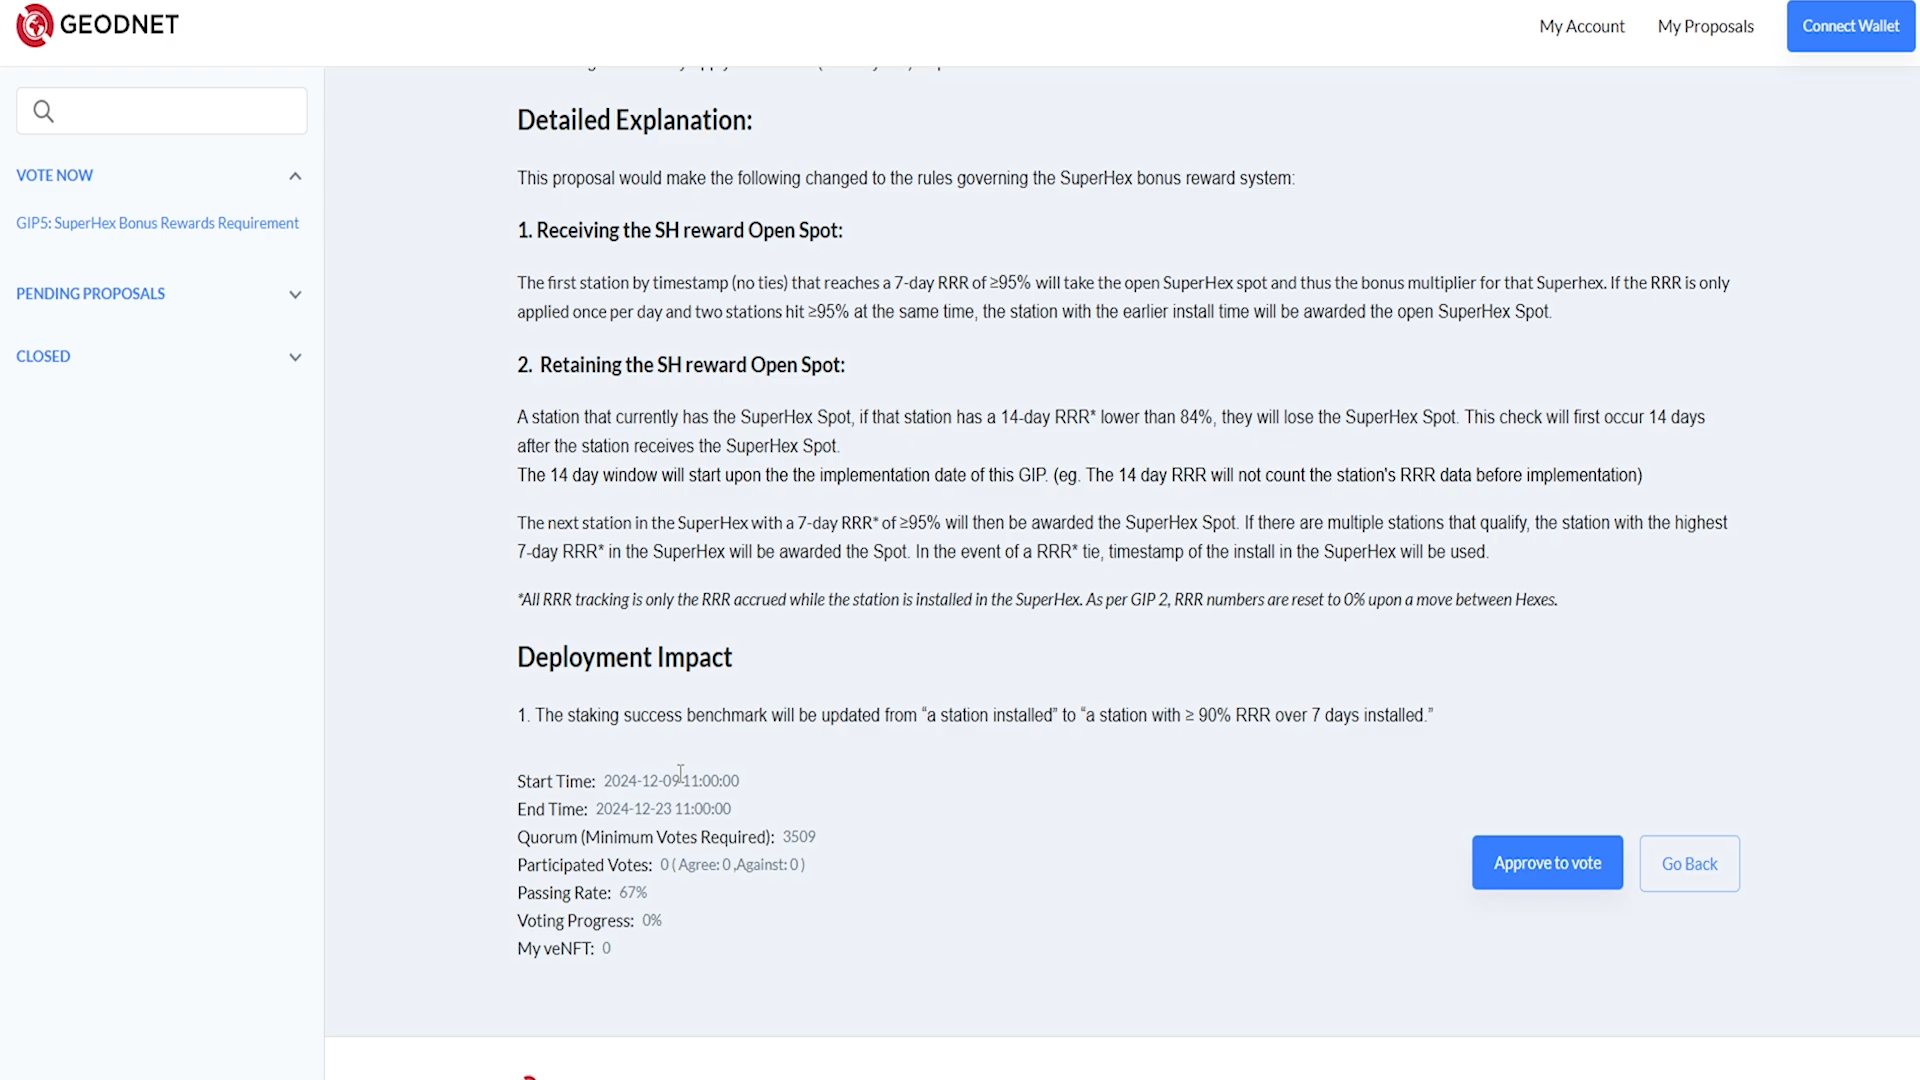 GEODNET
My Account
My Proposals
Connect Wallet
VOTE NOW
GIP5: SuperHex Bonus Rewards Requirement
PENDING PROPOSALS
CLOSED
Detailed Explanation:
This proposal would make the following changed to the rules governing the SuperHex bonus reward system:
1. Receiving the SH reward Open Spot:
The first station by timestamp (no ties) that reaches a 7-day RRR of ≥95% will take the open SuperHex spot and thus the bonus multiplier for that Superhex. If the RRR is only
applied once per day and two stations hit ≥95% at the same time, the station with the earlier install time will be awarded the open SuperHex Spot.
2. Retaining the SH reward Open Spot:
A station that currently has the SuperHex Spot, if that station has a 14-day RRR* lower than 84%, they will lose the SuperHex Spot. This check will first occur 14 days
after the station receives the SuperHex Spot.
The 14 day window will start upon the the implementation date of this GIP. (eg. The 14 day RRR will not count the station's RRR data before implementation)
The next station in the SuperHex with a 7-day RRR* of ≥95% will then be awarded the SuperHex Spot. If there are multiple stations that qualify, the station with the highest
7-day RRR* in the SuperHex will be awarded the Spot. In the event of a RRR* tie, timestamp of the install in the SuperHex will be used.
*All RRR tracking is only the RRR accrued while the station is installed in the SuperHex. As per GIP 2, RRR numbers are reset to 0% upon a move between Hexes.
Deployment Impact
1. The staking success benchmark will be updated from “a station installed” to “a station with ≥ 90% RRR over 7 days installed.”
Start Time: 2024-12-09 11:00:00
End Time: 2024-12-23 11:00:00
Quorum (Minimum Votes Required): 3509
Participated Votes: 0 ( Agree: 0 ,Against: 0 )
Passing Rate: 67%
Voting Progress: 0%
My veNFT: 0
Approve to vote
Go Back